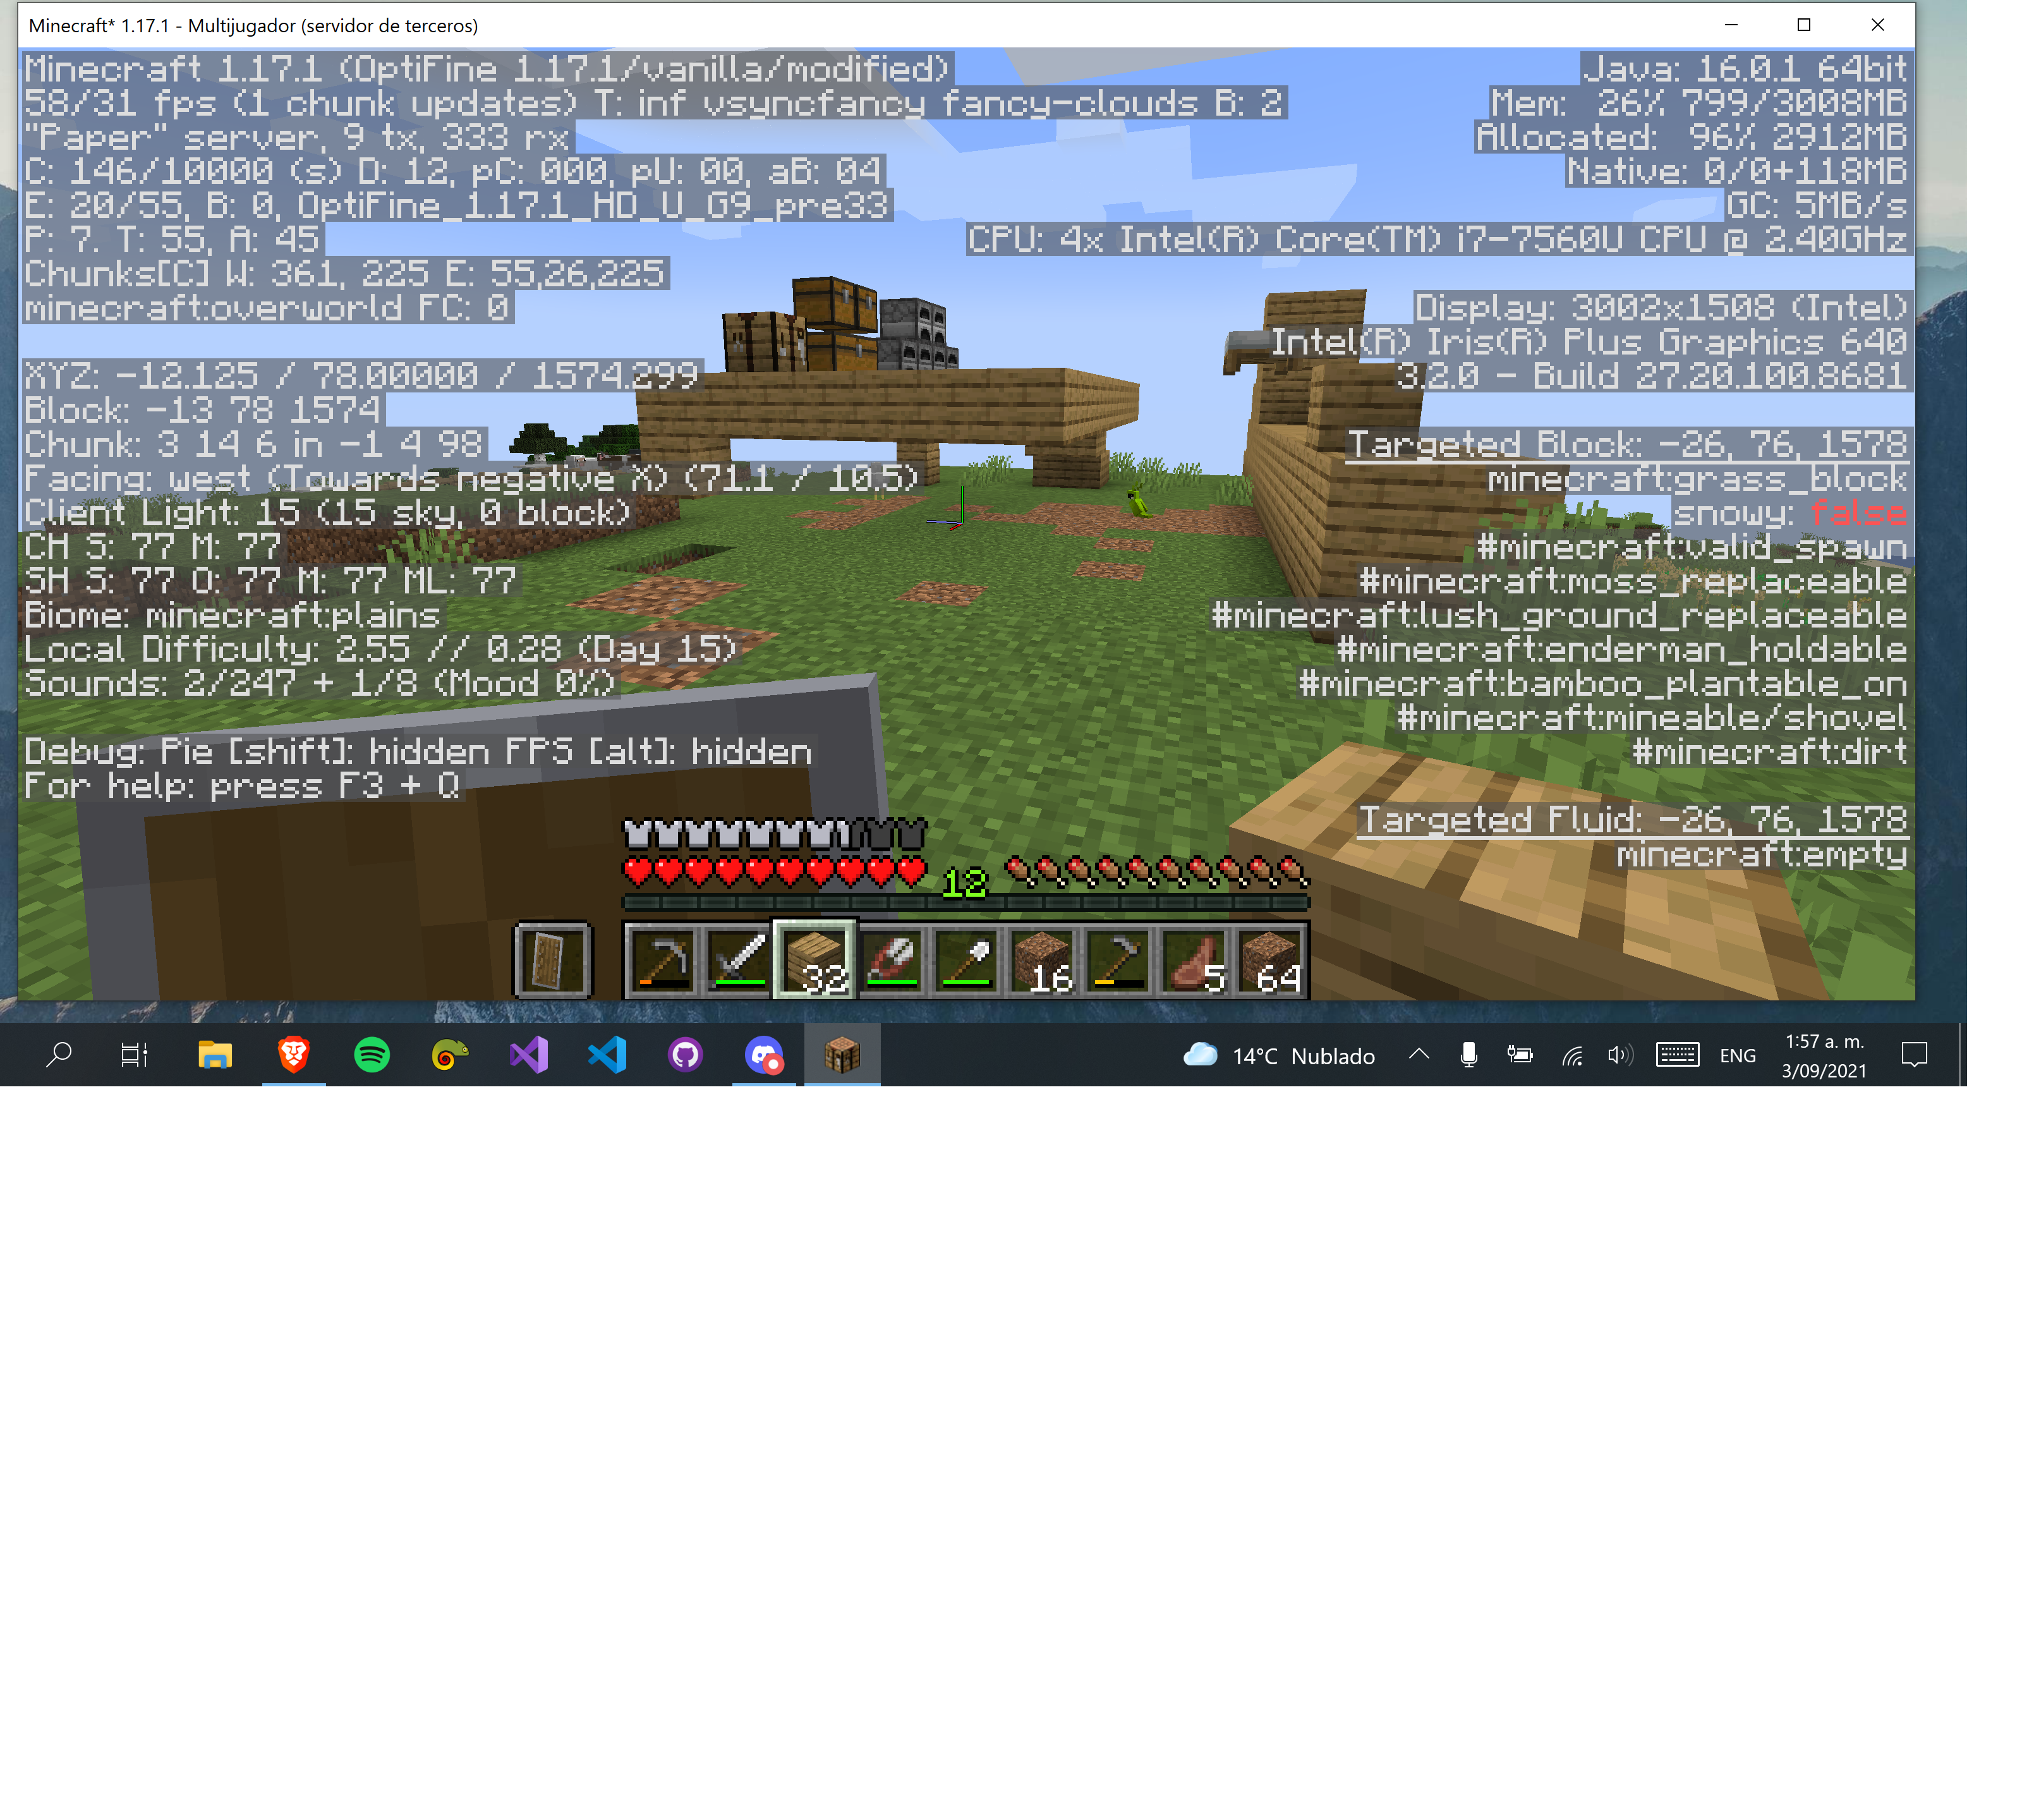 Minecraft* 1.17.1 - Multijugador (servidor de terceros)
Minecraft 1.17.1 (OptiFine 1.17.1/vanilla/modified)
58/31 fps (1 chunk updates) T: inf vsyncfancy fancy-clouds B: 2
"Paper" server, 9 tx, 333 rx
C: 146/10000 (s) D: 12, pC: 000, pU: 00, aB: 04
E: 20/55, B: 0, OptiFine_1.17.1_HD_U_G9_pre33
P: 7. T: 55, A: 45
Chunks[C] W: 361, 225 E: 55,26,225
minecraft:overworld FC: 0
XYZ: -12.125 / 78.00000 / 1574.299
Block: -13 78 1574
Chunk: 3 14 6 in -1 4 98
Facing: west (Towards negative X) (71.1 / 10.5)
Client Light: 15 (15 sky, 0 block)
CH S: 77 M: 77
SH S: 77 O: 77 M: 77 ML: 77
Biome: minecraft:plains
Local Difficulty: 2.55 // 0.28 (Day 15)
Sounds: 2/247 + 1/8 (Mood 0%)
Debug: Pie [shift]: hidden FPS [alt]: hidden
For help: press F3 + Q
Java: 16.0.1 64bit
Mem: 26% 799/3008MB
Allocated: 96% 2912MB
Native: 0/0+118MB
GC: 5MB/s
CPU: 4x Intel(R) Core(TM) i7-7560U CPU @ 2.40GHz
Display: 3002x1508 (Intel)
Intel(R) Iris(R) Plus Graphics 640
3.2.0 - Build 27.20.100.8681
Targeted Block: -26, 76, 1578
minecraft:grass_block
snowy: false
#minecraft:valid_spawn
#minecraft:moss_replaceable
#minecraft:lush_ground_replaceable
#minecraft:enderman_holdable
#minecraft:bamboo_plantable_on
#minecraft:mineable/shovel
#minecraft:dirt
Targeted Fluid: -26, 76, 1578
minecraft:empty
12
32 16 5 64
14°C Nublado
ENG
1:57 a. m.
3/09/2021